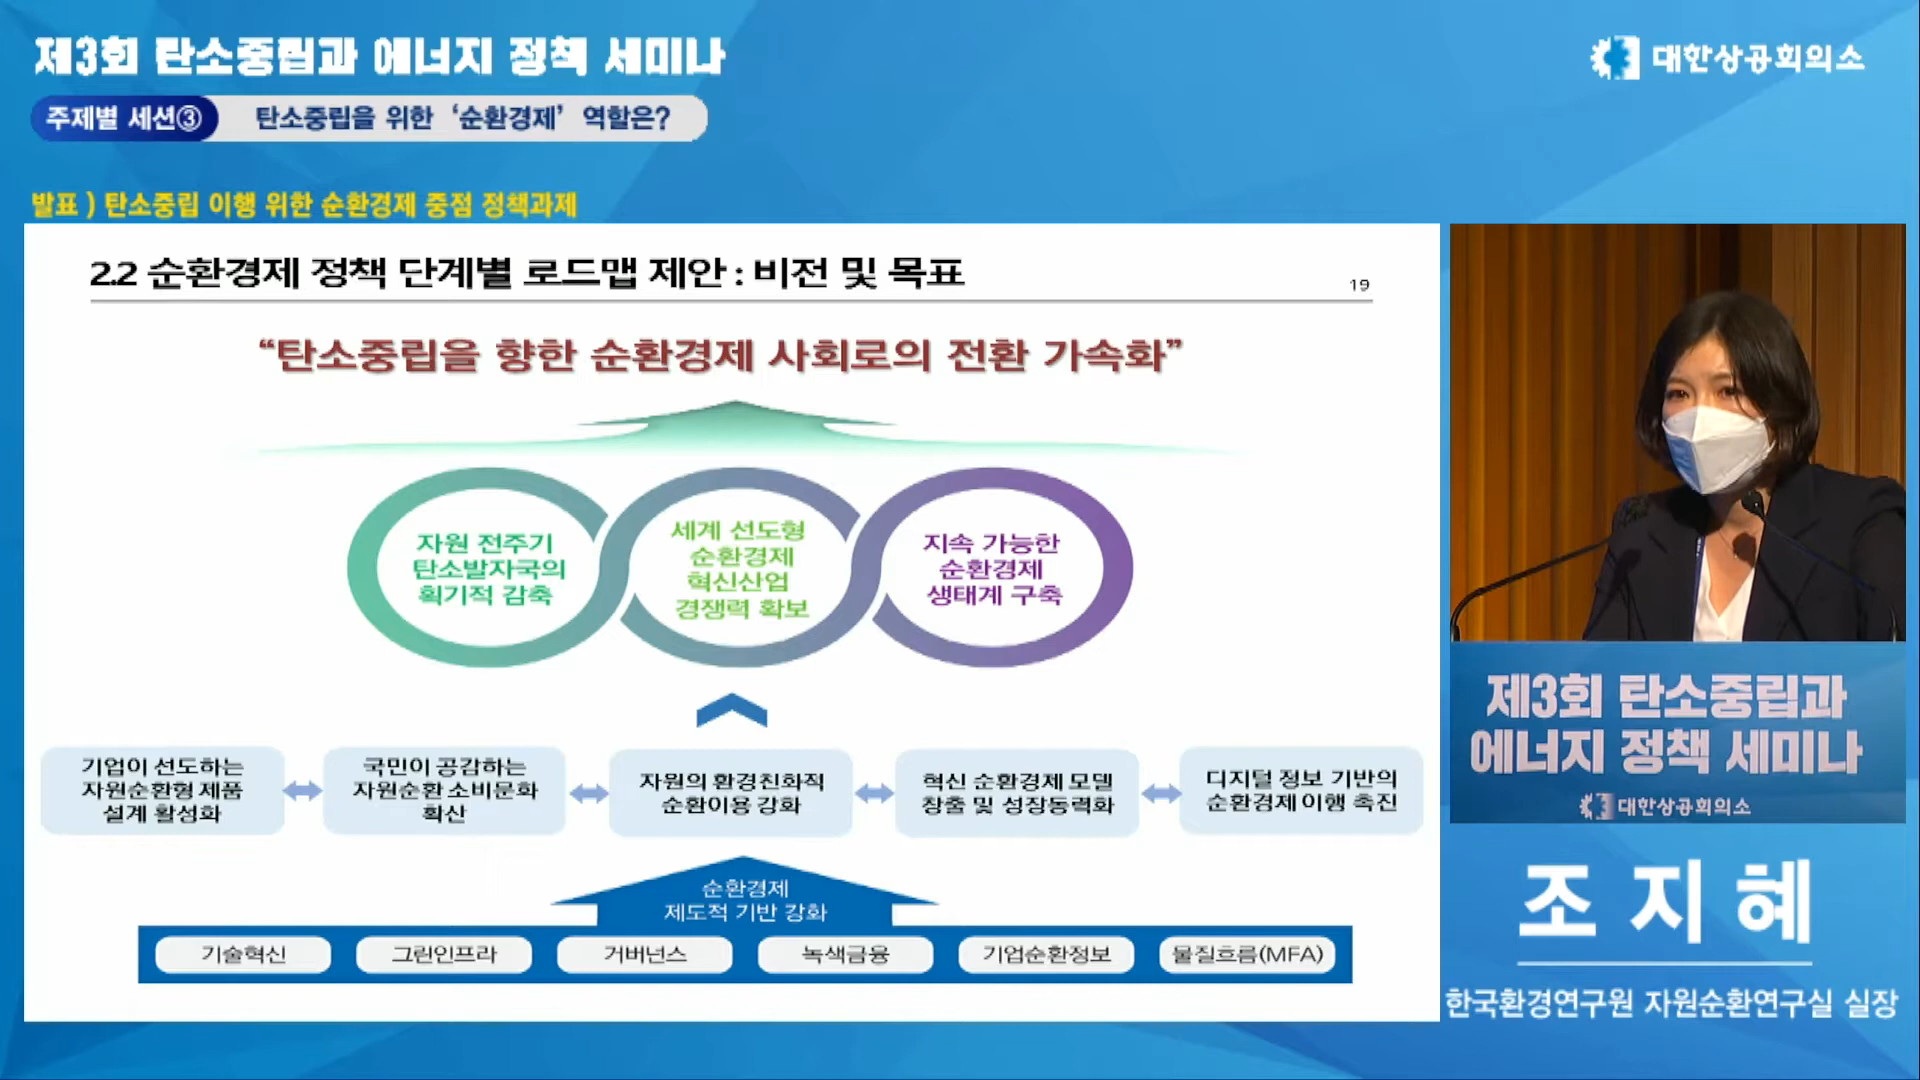 제3회 탄소중립과 에너지 정책 세미나
대한상공회의소
주제별 세션③ 탄소중립을 위한 ‘순환경제’ 역할은?
발표 ) 탄소중립 이행 위한 순환경제 중점 정책과제
2.2 순환경제 정책 단계별 로드맵 제안 : 비전 및 목표
19
“탄소중립을 향한 순환경제 사회로의 전환 가속화”
자원 전주기
탄소발자국의
획기적 감축
세계 선도형
순환경제
혁신산업
경쟁력 확보
지속 가능한
순환경제
생태계 구축
기업이 선도하는
자원순환형 제품
설계 활성화
국민이 공감하는
자원순환 소비문화
확산
자원의 환경친화적
순환이용 강화
혁신 순환경제 모델
창출 및 성장동력화
디지털 정보 기반의
순환경제 이행 촉진
순환경제
제도적 기반 강화
기술혁신
그린인프라
거버넌스
녹색금융
기업순환정보
물질흐름(MFA)
제3회 탄소중립과
에너지 정책 세미나
대한상공회의소
조지혜
한국환경연구원 자원순환연구실 실장